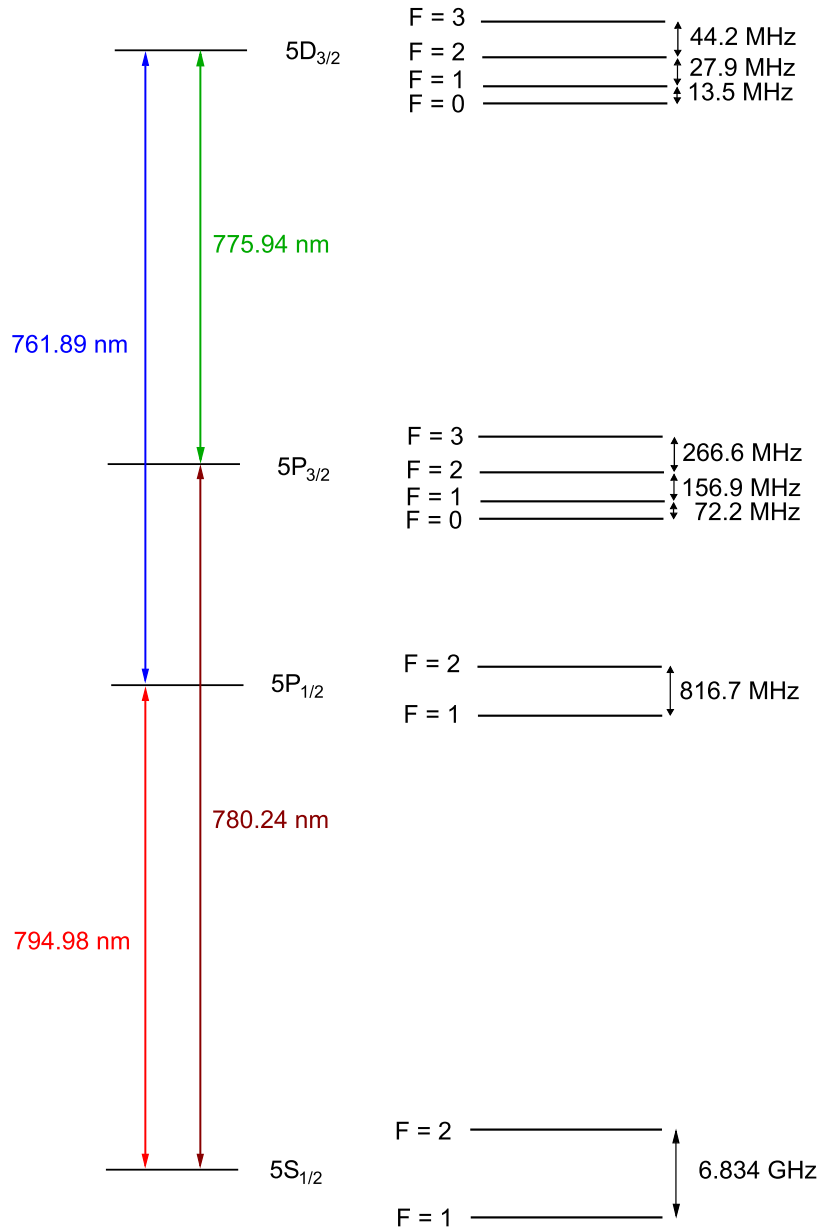 F = 3
44.2 MHz
5D3/2
F = 2
27.9 MHz
F = 1
13.5 MHz
F = 0
775.94 nm
761.89 nm
F = 3
266.6 MHz
5P3/2
F = 2
156.9 MHz
F = 1
72.2 MHz
F = 0
F = 2
5P1/2
816.7 MHz
F = 1
780.24 nm
794.98 nm
F = 2
5S1/2
6.834 GHz
F = 1